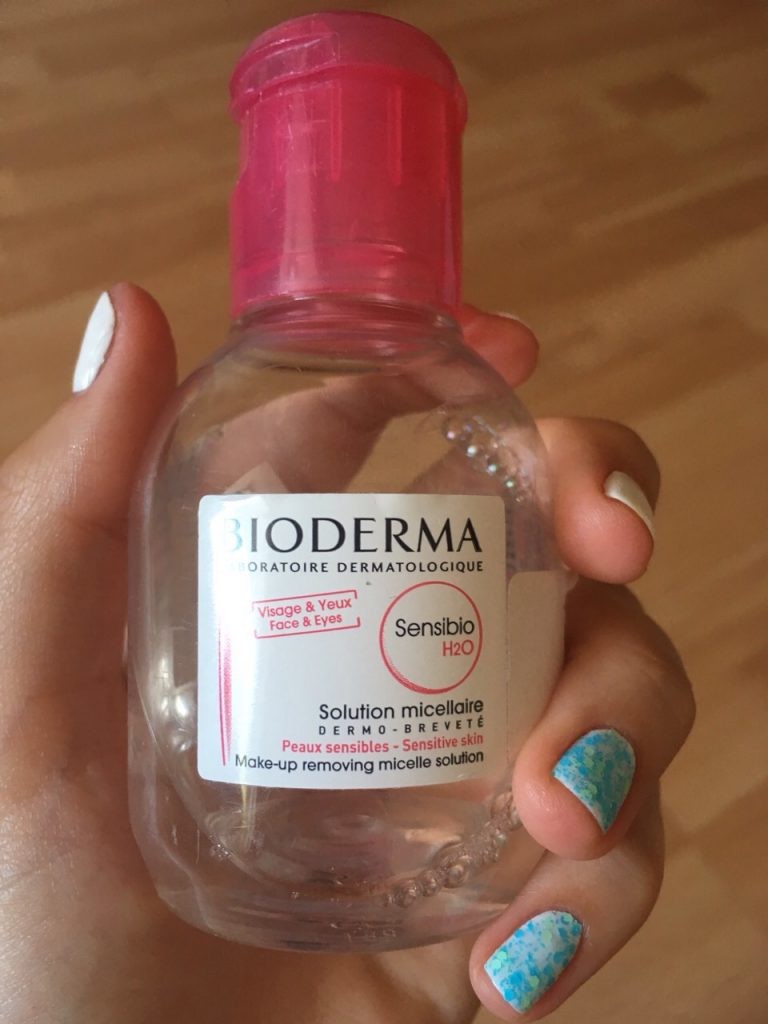 BIODERMA
LABORATOIRE DERMATOLOGIQUE
Visage & Yeux
Face & Eyes
Sensibio
H2O
Solution micellaire
DERMO-BREVETÉ
Peaux sensibles - Sensitive skin
Make-up removing micelle solution